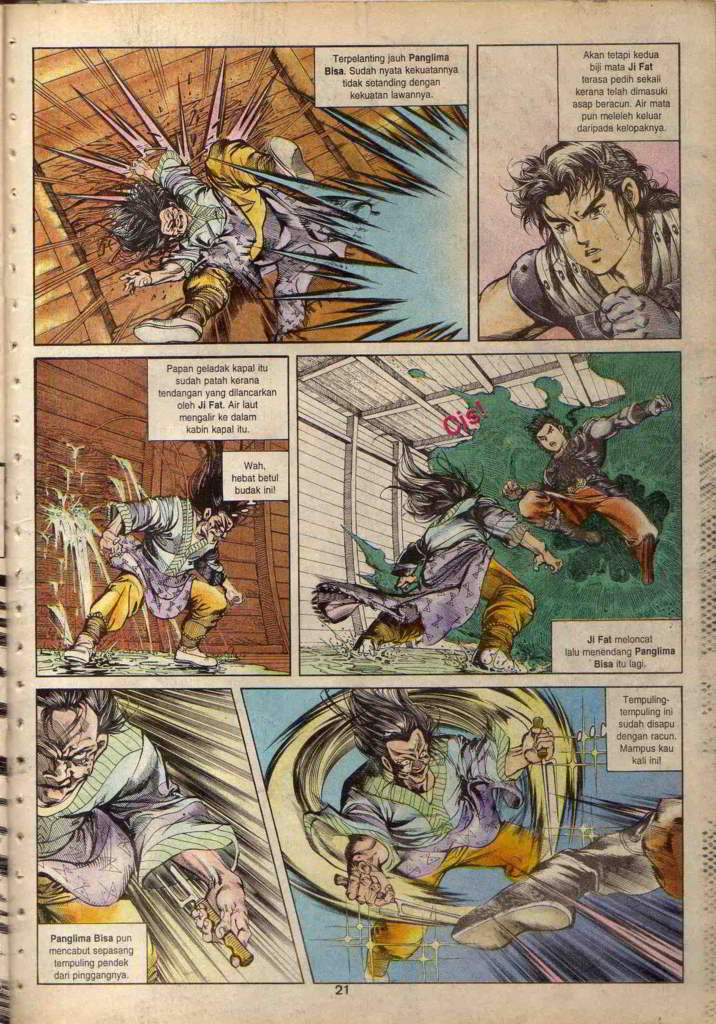 Terpelanting jauh Panglima
Bisa. Sudah nyata kekuatannya
tidak setanding dengan
kekuatan lawannya.
Akan tetapi kedua
biji mata Ji Fat
terasa pedih sekali
kerana telah dimasuki
asap beracun. Air mata
pun meleleh keluar
daripada kelopaknya.
Papan geladak kapal itu
sudah patah kerana
tendangan yang dilancarkan
oleh Ji Fat. Air laut
mengalir ke dalam
kabin kapal itu.
Wah,
hebat betul
budak ini!
Cis!
Ji Fat meloncat
lalu menendang Panglima
Bisa itu lagi.
Panglima Bisa pun
mencabut sepasang
tempuling pendek
dari pinggangnya.
Tempuling-
tempuling ini
sudah disapu
dengan racun.
Mampus kau
kali ini!
21